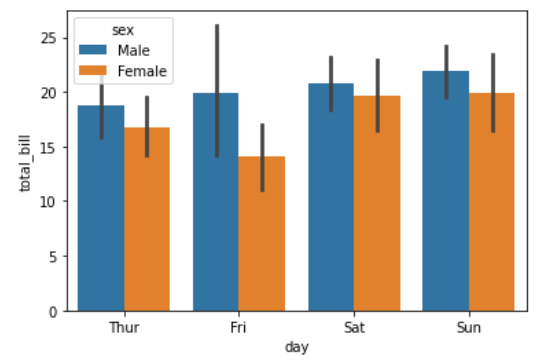 sex
Male
Female
total_bill
25
20
15
10
5
0
Thur Fri Sat Sun
day